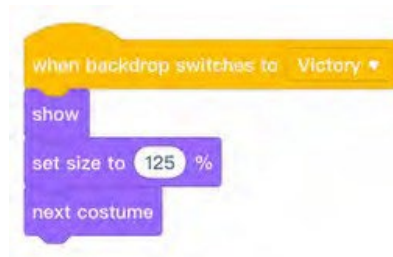 when backdrop switches to Victory
show
set size to 125 %
next costume